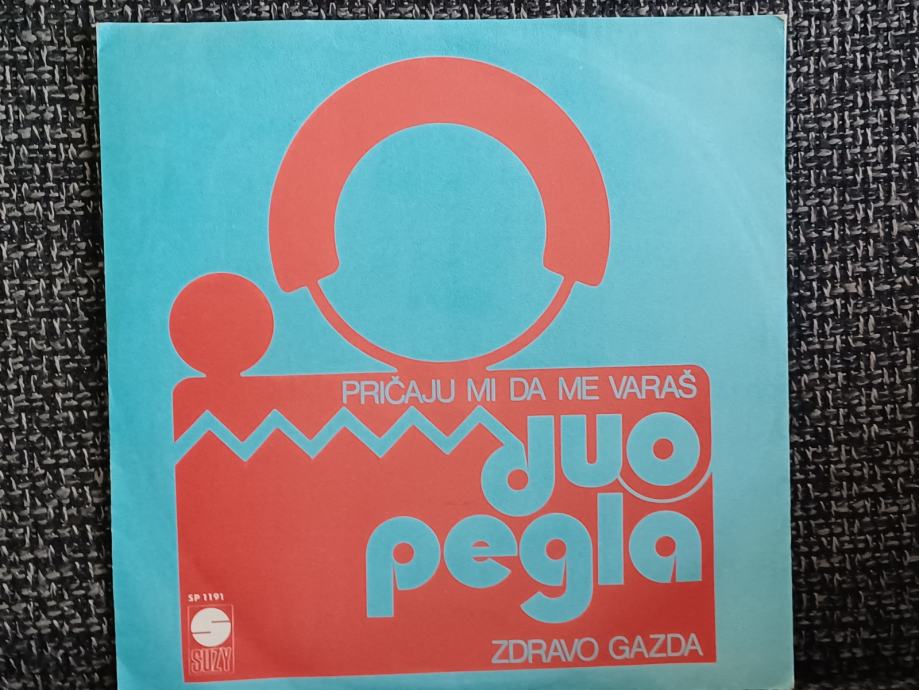 PRIČAJU MI DA ME VARAŠ
duo
pegla
SP 1191
SUZY
ZDRAVO GAZDA